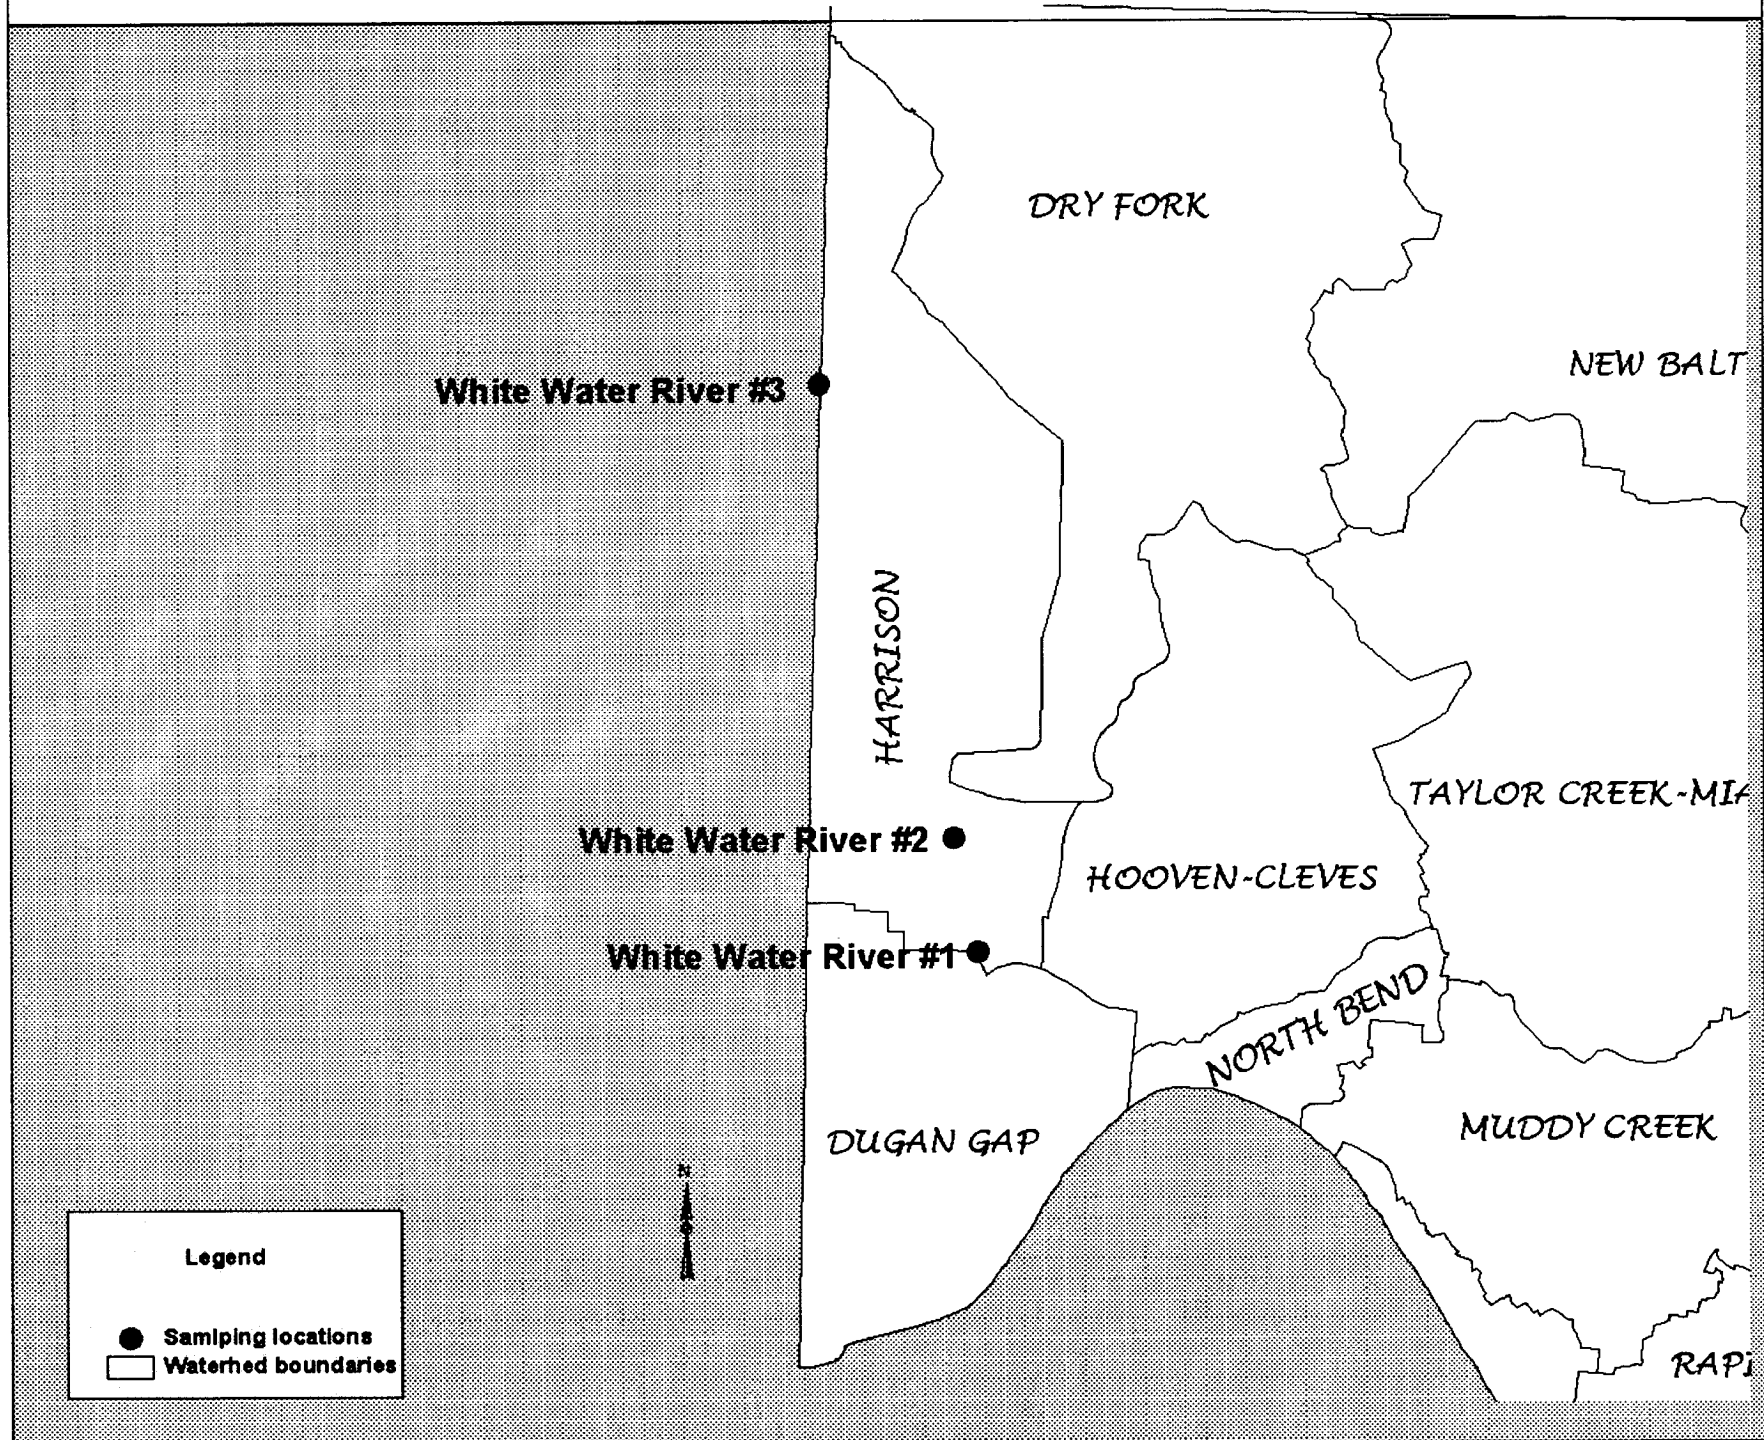 DRY FORK
NEW BALT
White Water River #3
HARRISON
TAYLOR CREEK-MIA
White Water River #2
HOOVEN-CLEVES
White Water River #1
NORTH BEND
MUDDY CREEK
DUGAN GAP
N
Legend
Samlping locations
Waterhed boundaries
RAPI